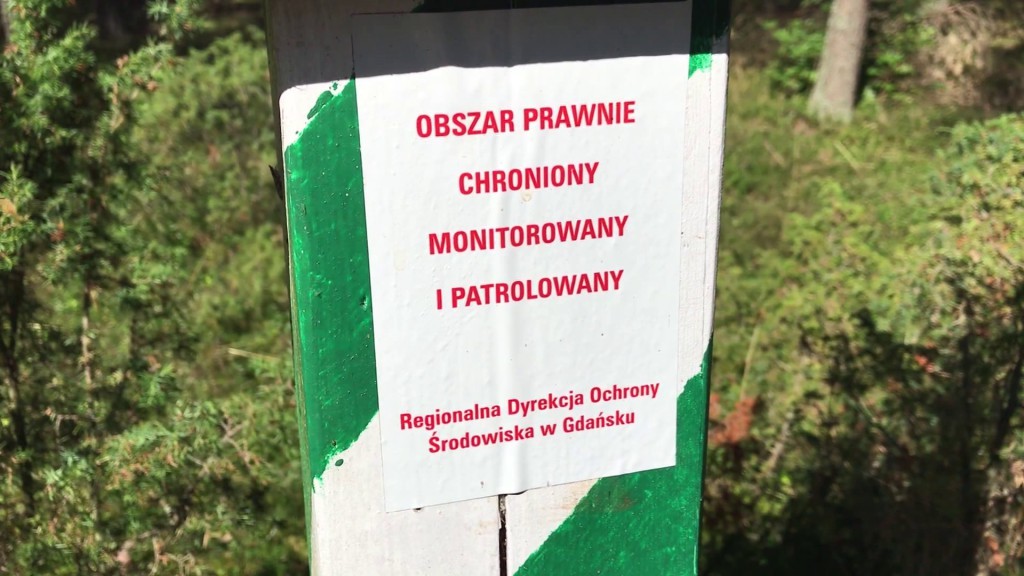 OBSZAR PRAWNIE
CHRONIONY
MONITOROWANY
I PATROLOWANY
Regionalna Dyrekcja Ochrony
Środowiska w Gdańsku